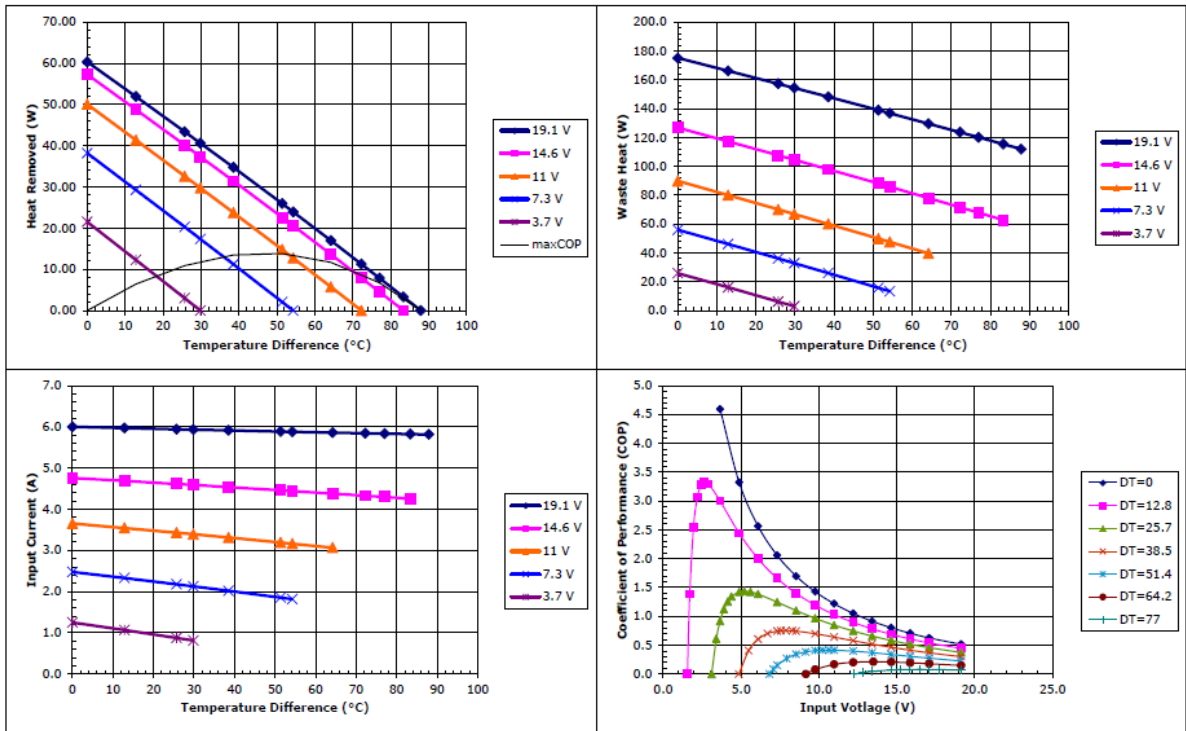 70.00
60.00
50.00
40.00
30.00
20.00
10.00
0.00
Heat Removed (W)
0 10 20 30 40 50 60 70 80 90 100
Temperature Difference (°C)
19.1 V
14.6 V
11 V
7.3 V
3.7 V
maxCOP
200.0
180.0
160.0
140.0
120.0
100.0
80.0
60.0
40.0
20.0
0.0
Waste Heat (W)
0 10 20 30 40 50 60 70 80 90 100
Temperature Difference (°C)
19.1 V
14.6 V
11 V
7.3 V
3.7 V
7.0
6.0
5.0
4.0
3.0
2.0
1.0
0.0
Input Current (A)
0 10 20 30 40 50 60 70 80 90 100
Temperature Difference (°C)
19.1 V
14.6 V
11 V
7.3 V
3.7 V
5.0
4.5
4.0
3.5
3.0
2.5
2.0
1.5
1.0
0.5
0.0
Coefficient of Performance (COP)
0.0 5.0 10.0 15.0 20.0 25.0
Input Votlage (V)
DT=0
DT=12.8
DT=25.7
DT=38.5
DT=51.4
DT=64.2
DT=77